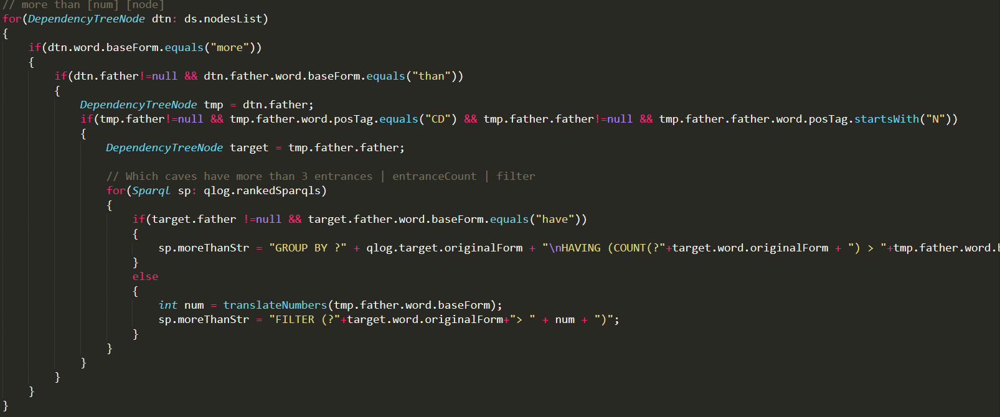 // more than [num] [node]
for(DependencyTreeNode dtn: ds.nodesList)
{
    if(dtn.word.baseForm.equals("more"))
    {
        if(dtn.father!=null && dtn.father.word.baseForm.equals("than"))
        {
            DependencyTreeNode tmp = dtn.father;
            if(tmp.father!=null && tmp.father.word.posTag.equals("CD") && tmp.father.father!=null && tmp.father.father.word.posTag.startsWith("N"))
            {
                DependencyTreeNode target = tmp.father.father;

                // Which caves have more than 3 entrances | entranceCount | filter
                for(Sparql sp: qlog.rankedSparqls)
                {
                    if(target.father !=null && target.father.word.baseForm.equals("have"))
                    {
                        sp.moreThanStr = "GROUP BY ?" + qlog.target.originalForm + "\nHAVING (COUNT(?"+target.word.originalForm + ") > "+tmp.father.word.
                    }
                    else
                    {
                        int num = translateNumbers(tmp.father.word.baseForm);
                        sp.moreThanStr = "FILTER (?"+target.word.originalForm+"> " + num + ")";
                    }
                }
            }
        }
    }
}